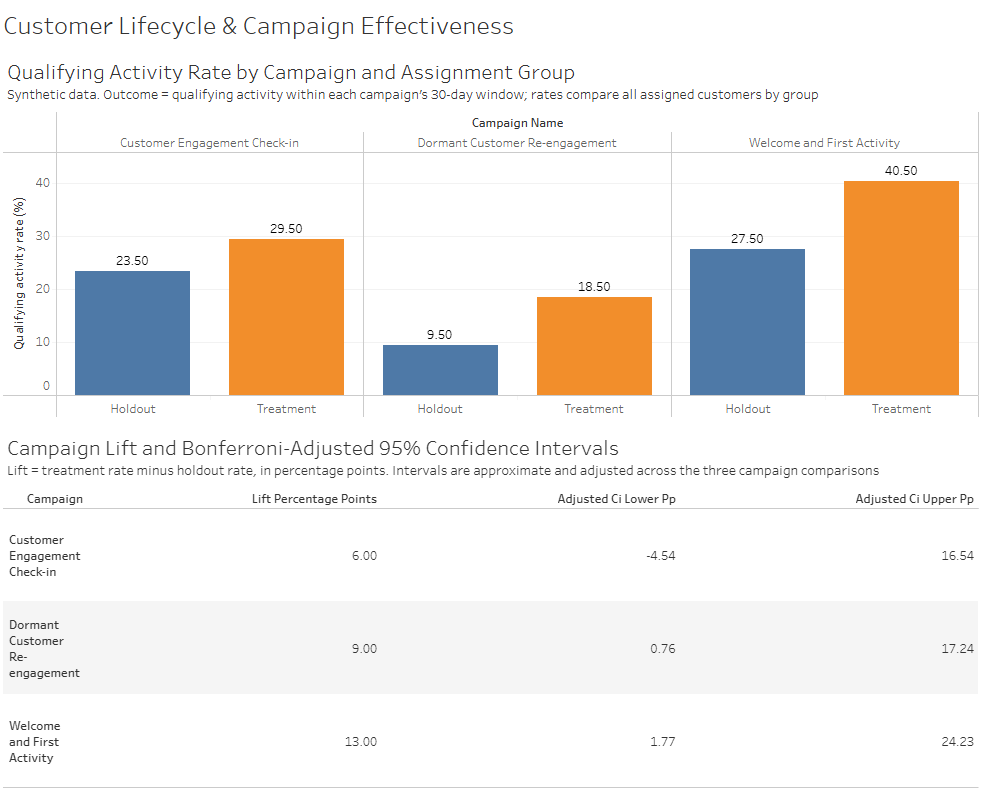 Customer Lifecycle & Campaign Effectiveness
Qualifying Activity Rate by Campaign and Assignment Group
Synthetic data. Outcome = qualifying activity within each campaign's 30-day window; rates compare all assigned customers by group
Campaign Name
Customer Engagement Check-in Dormant Customer Re-engagement Welcome and First Activity
Qualifying activity rate (%)
40
30
20
10
0
23.50 29.50 9.50 18.50 27.50 40.50
Holdout Treatment Holdout Treatment Holdout Treatment
Campaign Lift and Bonferroni-Adjusted 95% Confidence Intervals
Lift = treatment rate minus holdout rate, in percentage points. Intervals are approximate and adjusted across the three campaign comparisons
Campaign Lift Percentage Points Adjusted Ci Lower Pp Adjusted Ci Upper Pp
Customer
Engagement 6.00 -4.54 16.54
Check-in
Dormant
Customer
Re- 9.00 0.76 17.24
engagement
Welcome
and First 13.00 1.77 24.23
Activity